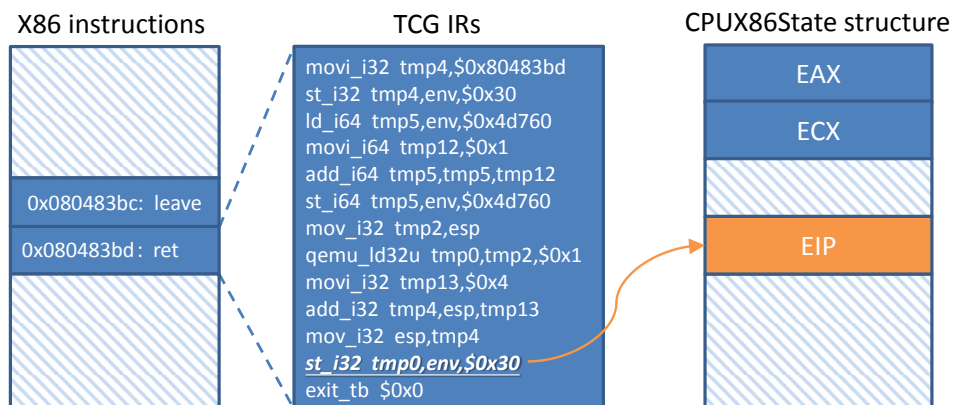 X86 instructions
0x080483bc: leave
0x080483bd: ret
TCG IRs
movi_i32 tmp4,$0x80483bd
st_i32 tmp4,env,$0x30
ld_i64 tmp5,env,$0x4d760
movi_i64 tmp12,$0x1
add_i64 tmp5,tmp5,tmp12
st_i64 tmp5,env,$0x4d760
mov_i32 tmp2,esp
qemu_ld32u tmp0,tmp2,$0x1
movi_i32 tmp13,$0x4
add_i32 tmp4,esp,tmp13
mov_i32 esp,tmp4
st_i32 tmp0,env,$0x30
exit_tb $0x0
CPUX86State structure
EAX
ECX
EIP